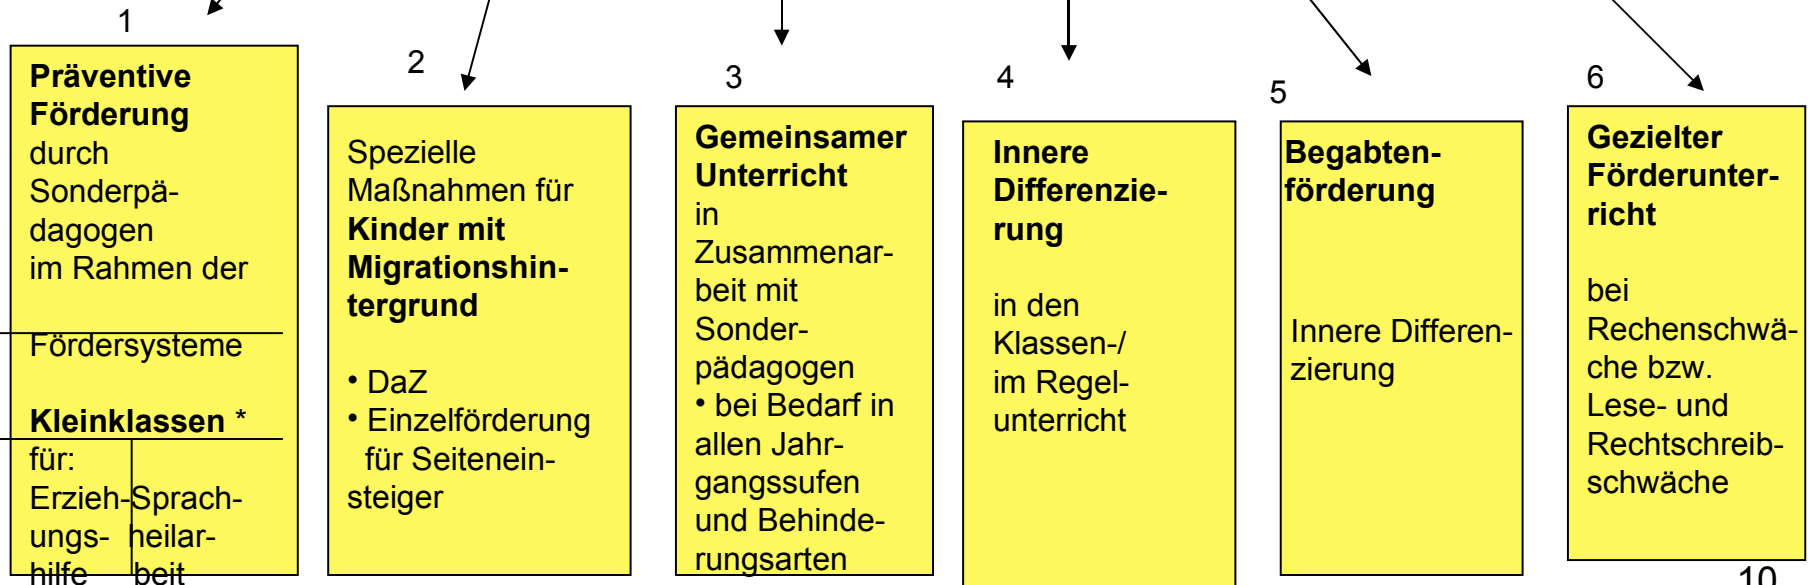 1
Präventive
Förderung
durch
Sonderpä-
dagogen
im Rahmen der
Fördersysteme
Kleinklassen *
für:
Erzieh-Sprach-
ungs- heilar-
hilfe beit
2
Spezielle
Maßnahmen für
Kinder mit
Migrationshin-
tergrund
• DaZ
• Einzelförderung
für Seitenein-
steiger
3
Gemeinsamer
Unterricht
in
Zusammenar-
beit mit
Sonder-
pädagogen
• bei Bedarf in
allen Jahr-
gangssufen
und Behinde-
rungsarten
4
Innere
Differenzie-
rung
in den
Klassen-/
im Regel-
unterricht
5
Begabten-
förderung
Innere Differen-
zierung
6
Gezielter
Förderunter-
richt
bei
Rechenschwä-
che bzw.
Lese- und
Rechtschreib-
schwäche
10